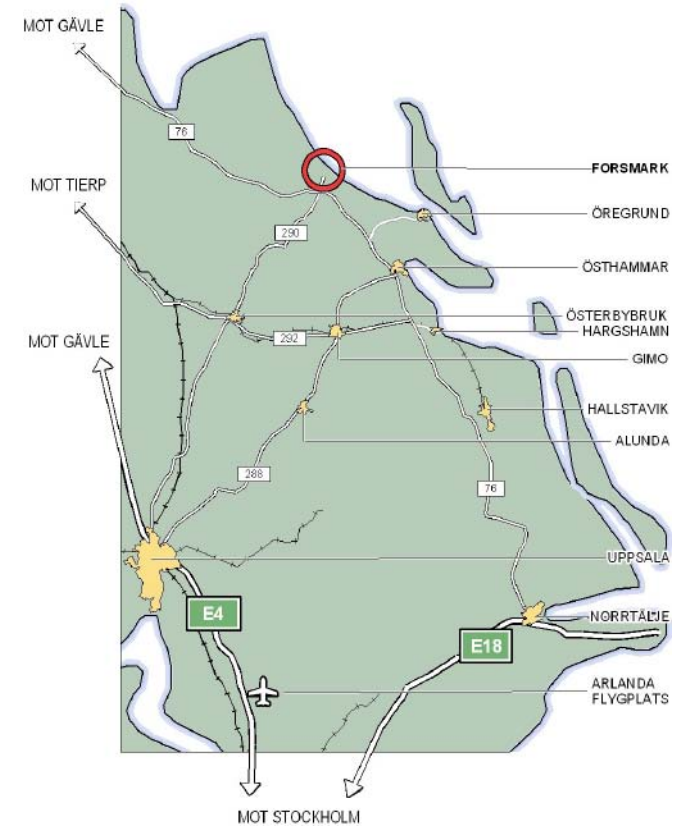 MOT GÄVLE
76
FORSMARK
MOT TIERP
ÖREGRUND
290
ÖSTHAMMAR
ÖSTERBYBRUK
HARGSHAMN
292
MOT GÄVLE
GIMO
HALLSTAVIK
ALUNDA
288
76
UPPSALA
E4
NORRTÄLJE
E18
ARLANDA
FLYGPLATS
MOT STOCKHOLM